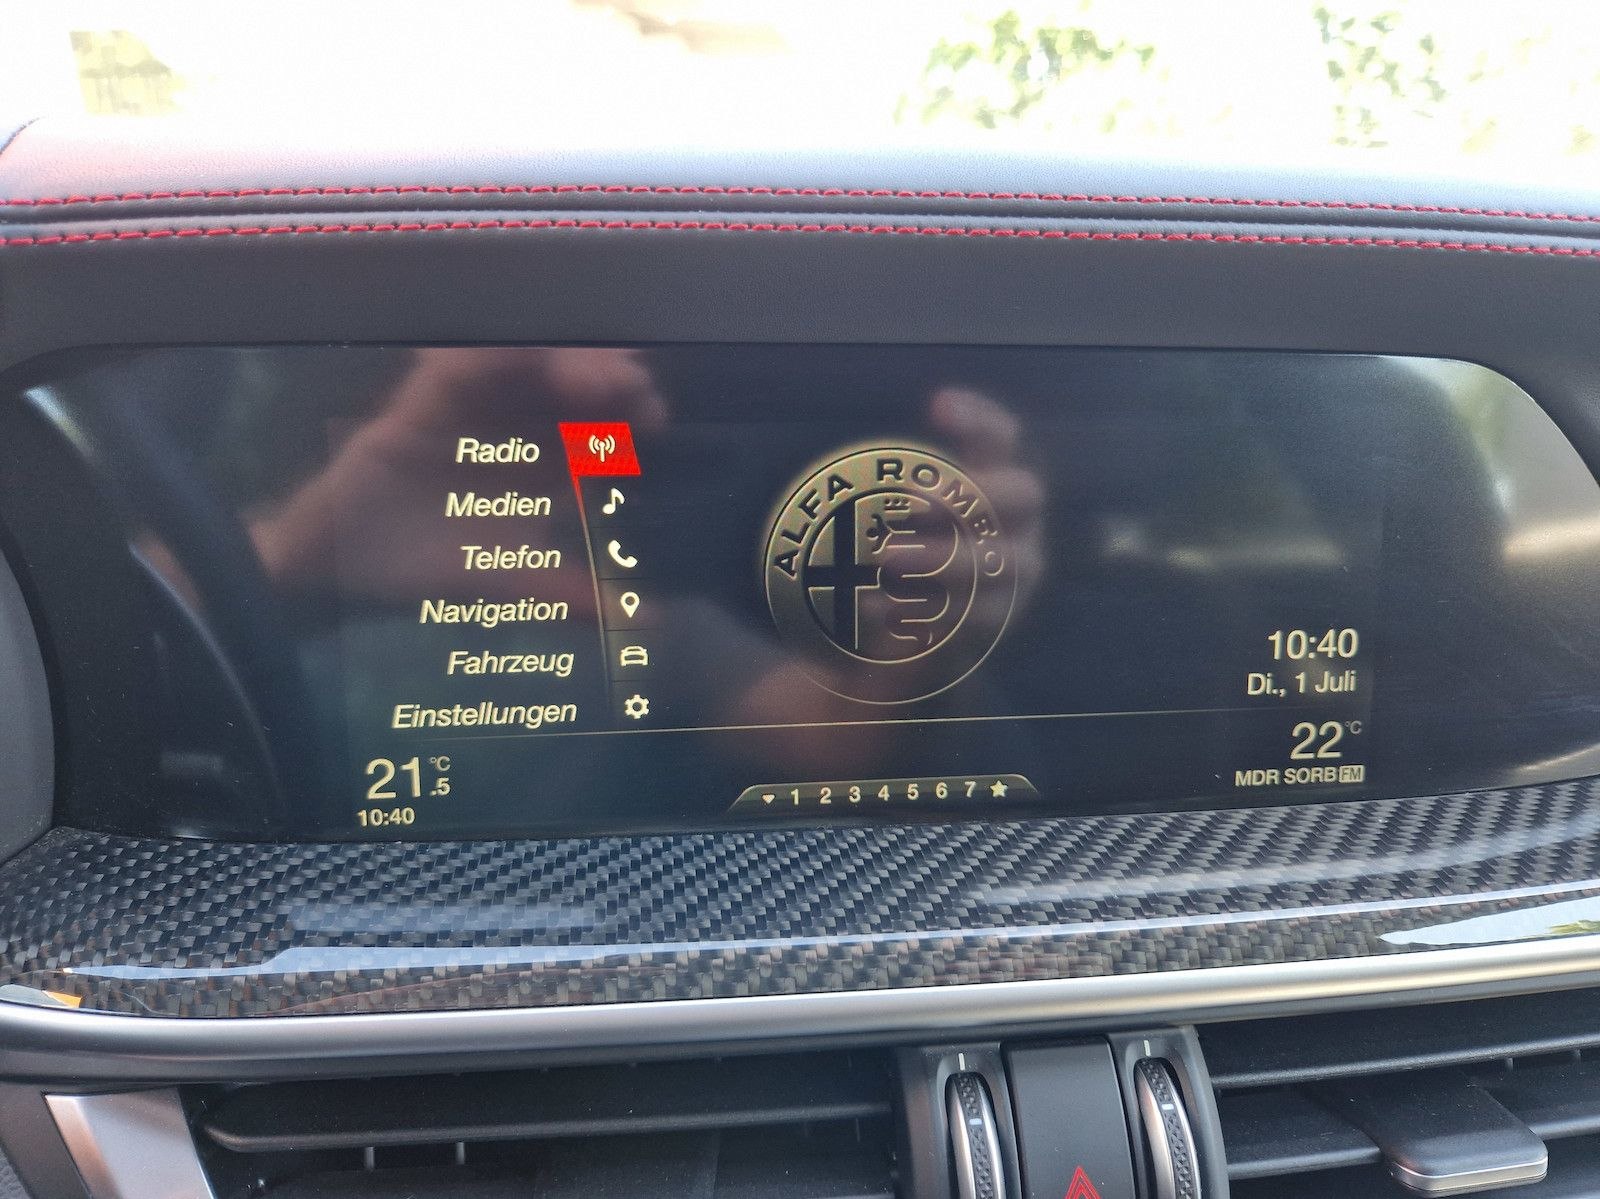 Radio
Medien
Telefon
Navigation
Fahrzeug
Einstellungen
ALFA ROMEO
10:40
Di., 1 Juli
21.5 °C
10:40
1 2 3 4 5 6 7
22 °C
MDR SORB FM